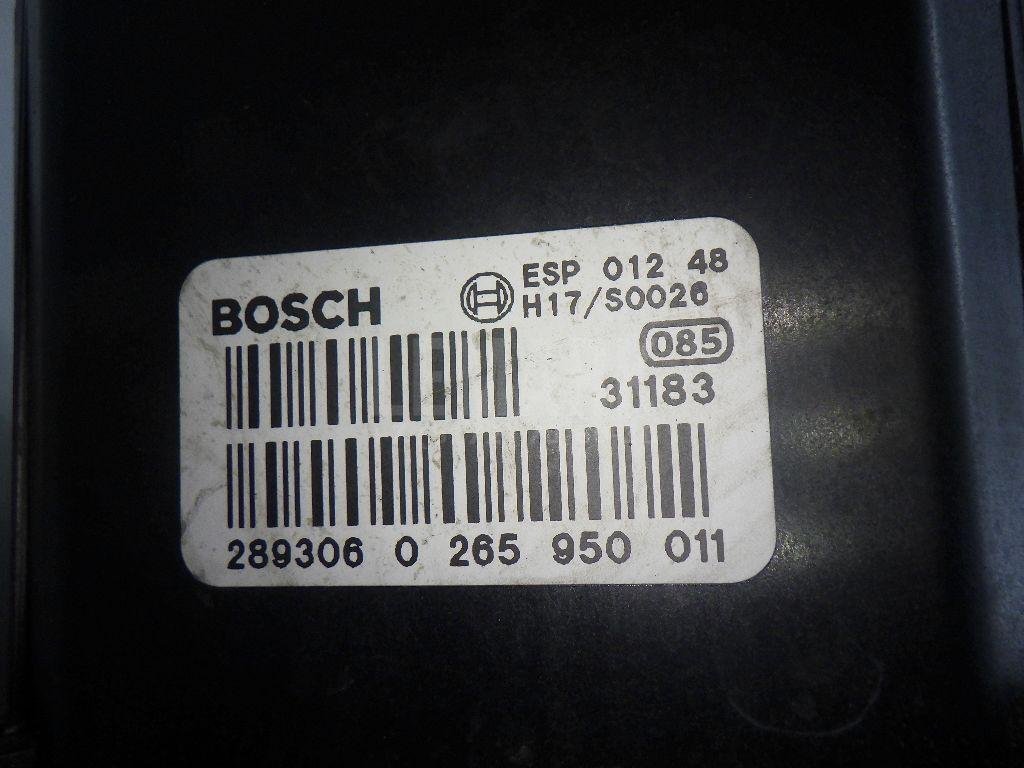 BOSCH
ESP 012 48
H17/S0026
085
31183
289306 0 265 950 011